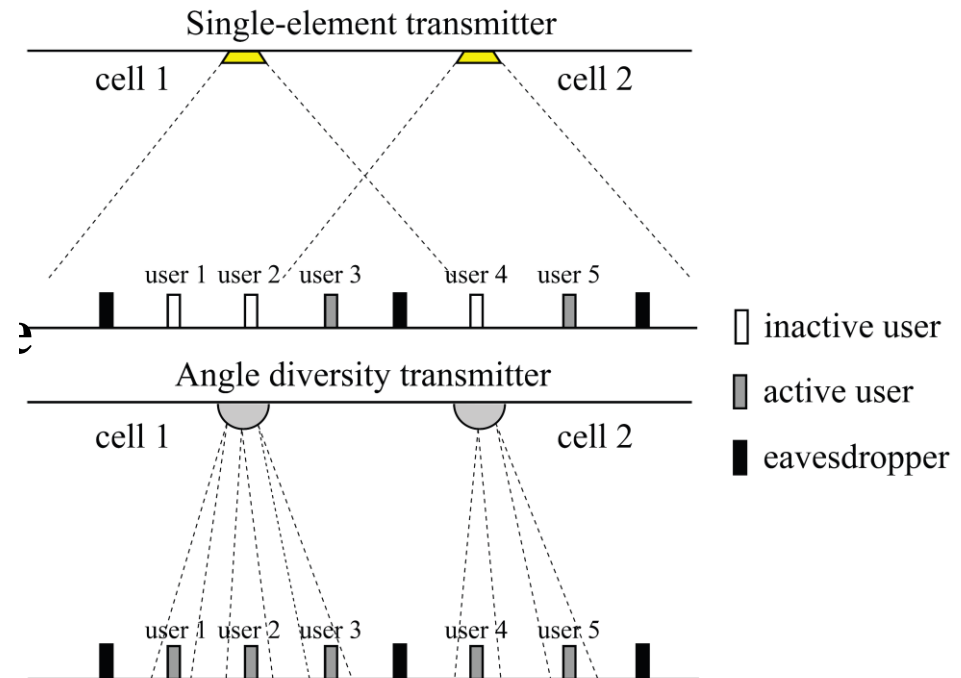 Single-element transmitter
cell 1 cell 2
user 1 user 2 user 3 user 4 user 5
e
inactive user
active user
eavesdropper
Angle diversity transmitter
cell 1 cell 2
user 1 user 2 user 3 user 4 user 5